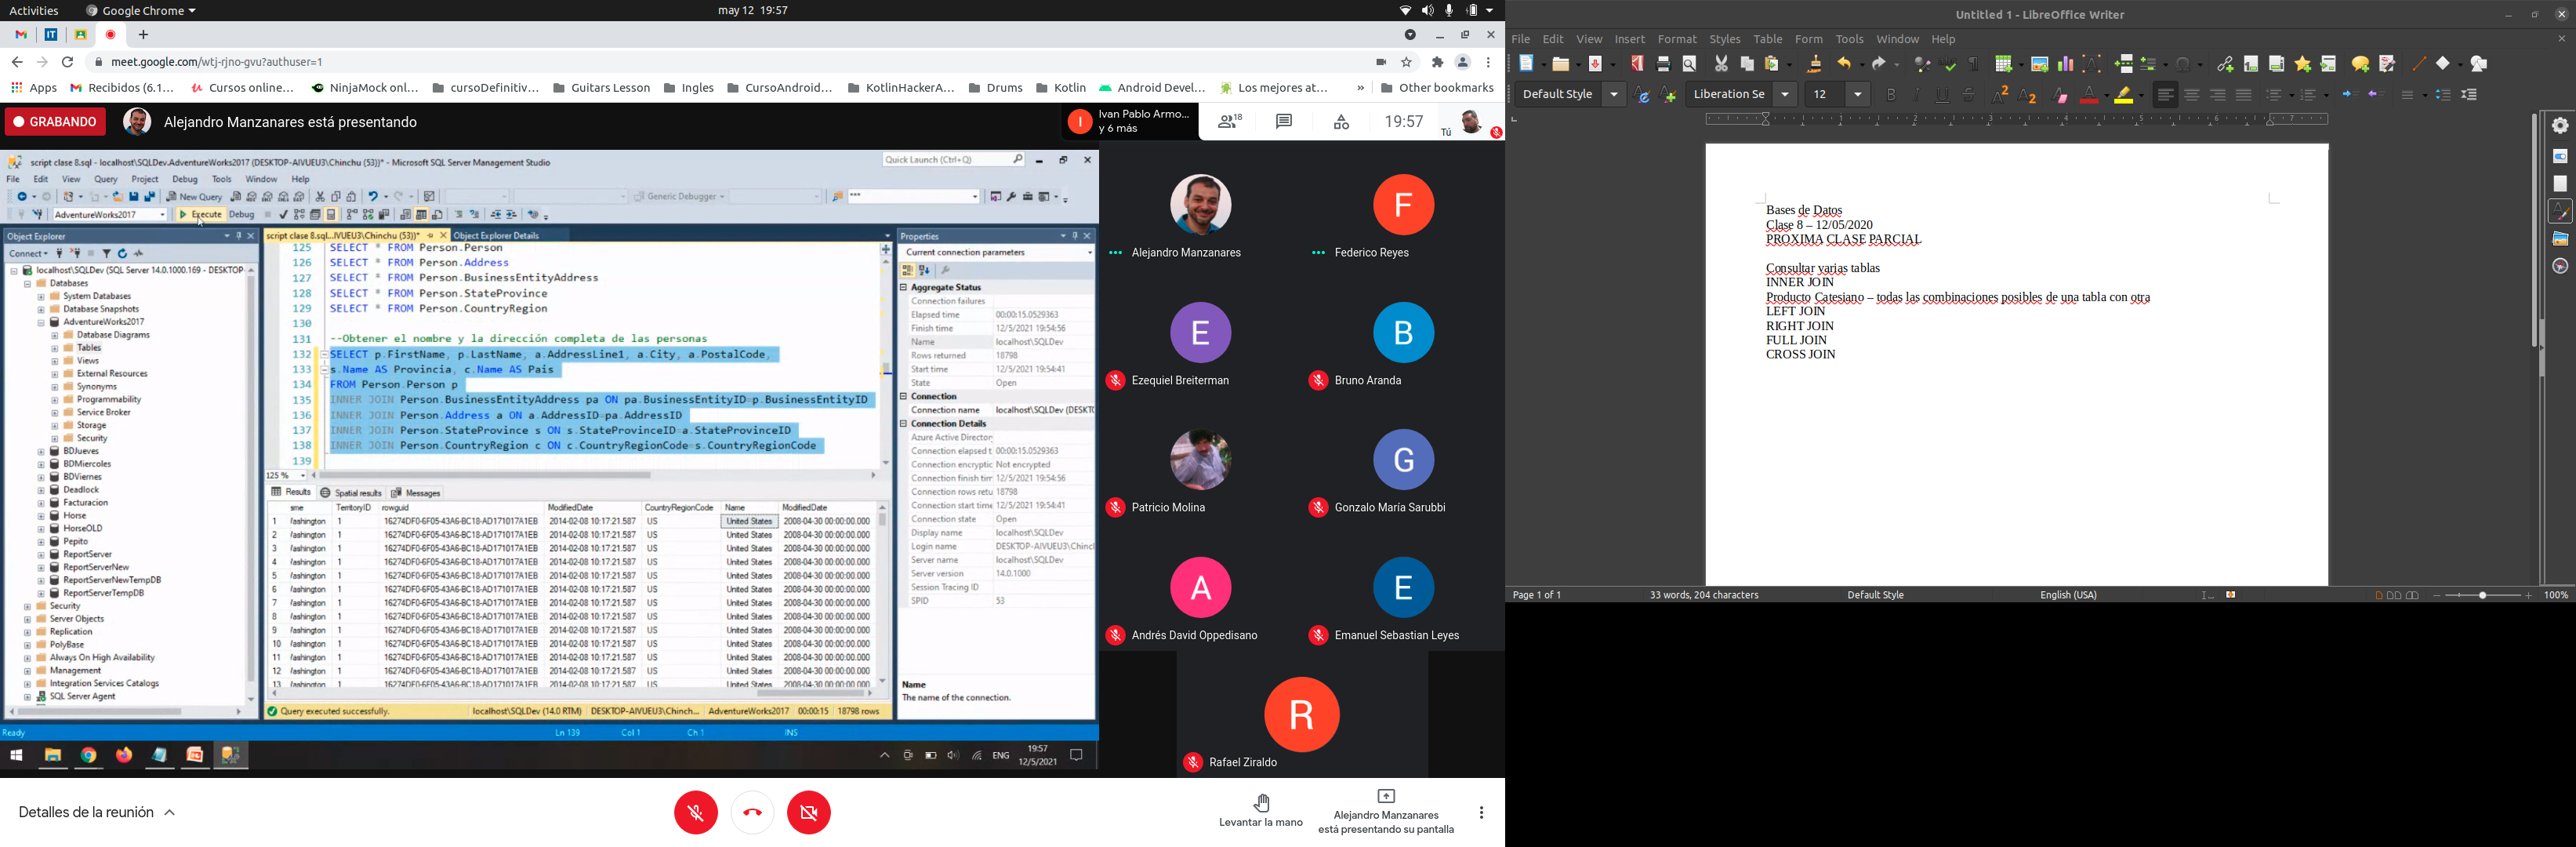 Activities
Google Chrome
may 12 19:57
meet.google.com/wtj-rjno-gvu?authuser=1
Apps
Recibidos (6.1...
Cursos online...
NinjaMock onl...
cursoDefinitiv...
Guitars Lesson
Ingles
CursoAndroid...
KotlinHackerA...
Drums
Kotlin
Android Devel...
Los mejores at...
»
Other bookmarks
GRABANDO
Alejandro Manzanares está presentando
Ivan Pablo Armo...
y 6 más
18
19:57
Tú
script clase 8.sql - localhost\SQLDev.AdventureWorks2017 (DESKTOP-AIVUEU3\Chinchu (53))* - Microsoft SQL Server Management Studio
Quick Launch (Ctrl+Q)
File Edit View Query Project Debug Tools Window Help
New Query
Generic Debugger
AdventureWorks2017
Execute
Debug
Object Explorer
Connect
localhost\SQLDev (SQL Server 14.0.1000.169 - DESKTOP-
Databases
System Databases
Database Snapshots
AdventureWorks2017
Database Diagrams
Tables
Views
External Resources
Synonyms
Programmability
Service Broker
Storage
Security
BDJueves
BDMiercoles
BDViernes
Deadlock
Facturacion
Horse
HorseOLD
Pepito
ReportServer
ReportServerNew
ReportServerNewTempDB
ReportServerTempDB
Security
Server Objects
Replication
PolyBase
Always On High Availability
Management
Integration Services Catalogs
SQL Server Agent
script clase 8.sql...IVUEU3\Chinchu (53))*
Object Explorer Details
125 SELECT * FROM Person.Person
126 SELECT * FROM Person.Address
127 SELECT * FROM Person.BusinessEntityAddress
128 SELECT * FROM Person.StateProvince
129 SELECT * FROM Person.CountryRegion
130
131 --Obtener el nombre y la dirección completa de las personas
132 SELECT p.FirstName, p.LastName, a.AddressLine1, a.City, a.PostalCode,
133 s.Name AS Provincia, c.Name AS Pais
134 FROM Person.Person p
135 INNER JOIN Person.BusinessEntityAddress pa ON pa.BusinessEntityID=p.BusinessEntityID
136 INNER JOIN Person.Address a ON a.AddressID=pa.AddressID
137 INNER JOIN Person.StateProvince s ON s.StateProvinceID=a.StateProvinceID
138 INNER JOIN Person.CountryRegion c ON c.CountryRegionCode=s.CountryRegionCode
139
125 %
Results
Spatial results
Messages
ame TerritoryID rowguid ModifiedDate CountryRegionCode Name ModifiedDate
1 /ashington 1 16274DF0-6F05-43A6-BC18-AD171017A1EB 2014-02-08 10:17:21.587 US United States 2008-04-30 00:00:00.000
2 /ashington 1 16274DF0-6F05-43A6-BC18-AD171017A1EB 2014-02-08 10:17:21.587 US United States 2008-04-30 00:00:00.000
3 /ashington 1 16274DF0-6F05-43A6-BC18-AD171017A1EB 2014-02-08 10:17:21.587 US United States 2008-04-30 00:00:00.000
4 /ashington 1 16274DF0-6F05-43A6-BC18-AD171017A1EB 2014-02-08 10:17:21.587 US United States 2008-04-30 00:00:00.000
5 /ashington 1 16274DF0-6F05-43A6-BC18-AD171017A1EB 2014-02-08 10:17:21.587 US United States 2008-04-30 00:00:00.000
6 /ashington 1 16274DF0-6F05-43A6-BC18-AD171017A1EB 2014-02-08 10:17:21.587 US United States 2008-04-30 00:00:00.000
7 /ashington 1 16274DF0-6F05-43A6-BC18-AD171017A1EB 2014-02-08 10:17:21.587 US United States 2008-04-30 00:00:00.000
8 /ashington 1 16274DF0-6F05-43A6-BC18-AD171017A1EB 2014-02-08 10:17:21.587 US United States 2008-04-30 00:00:00.000
9 /ashington 1 16274DF0-6F05-43A6-BC18-AD171017A1EB 2014-02-08 10:17:21.587 US United States 2008-04-30 00:00:00.000
10 /ashington 1 16274DF0-6F05-43A6-BC18-AD171017A1EB 2014-02-08 10:17:21.587 US United States 2008-04-30 00:00:00.000
11 /ashington 1 16274DF0-6F05-43A6-BC18-AD171017A1EB 2014-02-08 10:17:21.587 US United States 2008-04-30 00:00:00.000
12 /ashington 1 16274DF0-6F05-43A6-BC18-AD171017A1EB 2014-02-08 10:17:21.587 US United States 2008-04-30 00:00:00.000
13 /ashington 1 16274DF0-6F05-43A6-BC18-AD171017A1EB 2014-02-08 10:17:21.587 US United States 2008-04-30 00:00:00.000
Query executed successfully.
localhost\SQLDev (14.0 RTM) DESKTOP-AIVUEU3\Chinch... AdventureWorks2017 00:00:15 18798 rows
Properties
Current connection parameters
Aggregate Status
Connection failures
Elapsed time 00:00:15.0529363
Finish time 12/5/2021 19:54:56
Name localhost\SQLDev
Rows returned 18798
Start time 12/5/2021 19:54:41
State Open
Connection
Connection name localhost\SQLDev (DESKTO
Connection Details
Azure Active Director
Connection elapsed t 00:00:15.0529363
Connection encryptic Not encrypted
Connection finish tim 12/5/2021 19:54:56
Connection rows retu 18798
Connection start time 12/5/2021 19:54:41
Connection state Open
Display name localhost\SQLDev
Login name DESKTOP-AIVUEU3\Chincl
Server name localhost\SQLDev
Server version 14.0.1000
Session Tracing ID
SPID 53
Name
The name of the connection.
Ready
Ln 139 Col 1 Ch 1 INS
ENG
19:57
12/5/2021
Alejandro Manzanares
F
Federico Reyes
E
Ezequiel Breiterman
B
Bruno Aranda
Patricio Molina
G
Gonzalo María Sarubbi
A
Andrés David Oppedisano
E
Emanuel Sebastian Leyes
R
Rafael Ziraldo
Detalles de la reunión
Levantar la mano
Alejandro Manzanares
está presentando su pantalla
Untitled 1 - LibreOffice Writer
File Edit View Insert Format Styles Table Form Tools Window Help
Default Style
Liberation Se
12
Bases de Datos
Clase 8 – 12/05/2020
PROXIMA CLASE PARCIAL
Consultar varias tablas
INNER JOIN
Producto Catesiano – todas las combinaciones posibles de una tabla con otra
LEFT JOIN
RIGHT JOIN
FULL JOIN
CROSS JOIN
Page 1 of 1
33 words, 204 characters
Default Style
English (USA)
100%